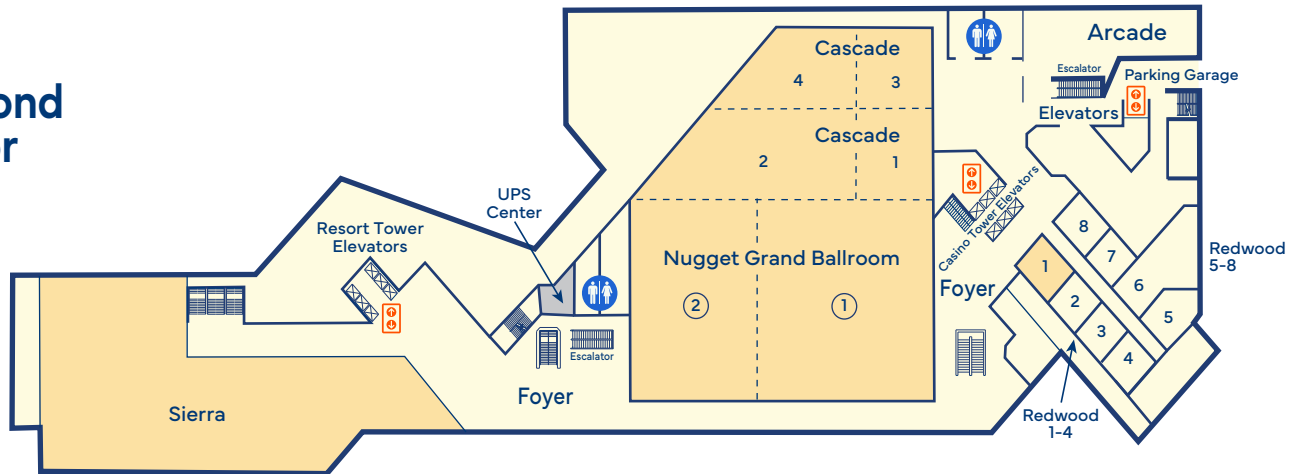 ond
r
Arcade
Cascade
4
3
Escalator
Parking Garage
Elevators
Cascade
2
1
UPS
Center
Casino Tower Elevators
Resort Tower
Elevators
Nugget Grand Ballroom
2
1
Foyer
8
7
6
5
Redwood
5-8
1
2
3
4
Escalator
Foyer
Sierra
Redwood
1-4